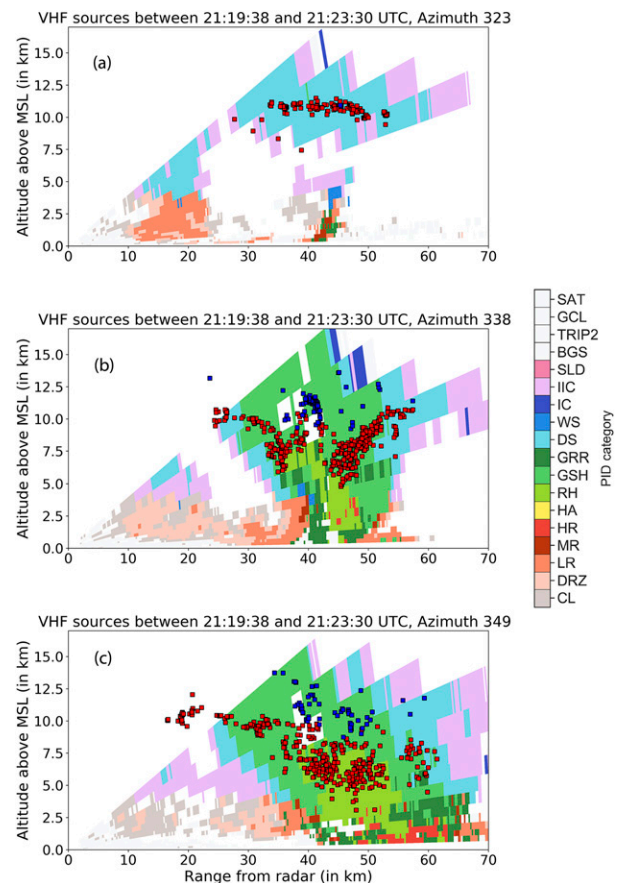 VHF sources between 21:19:38 and 21:23:30 UTC, Azimuth 323
(a)
Altitude above MSL (in km)
15.0
12.5
10.0
7.5
5.0
2.5
0.0
0 10 20 30 40 50 60 70
VHF sources between 21:19:38 and 21:23:30 UTC, Azimuth 338
(b)
Altitude above MSL (in km)
15.0
12.5
10.0
7.5
5.0
2.5
0.0
0 10 20 30 40 50 60 70
VHF sources between 21:19:38 and 21:23:30 UTC, Azimuth 349
(c)
Altitude above MSL (in km)
15.0
12.5
10.0
7.5
5.0
2.5
0.0
0 10 20 30 40 50 60 70
Range from radar (in km)
SAT
GCL
TRIP2
BGS
SLD
IIC
IC
WS
DS
GRR
GSH
RH
HA
HR
MR
LR
DRZ
CL
PID category